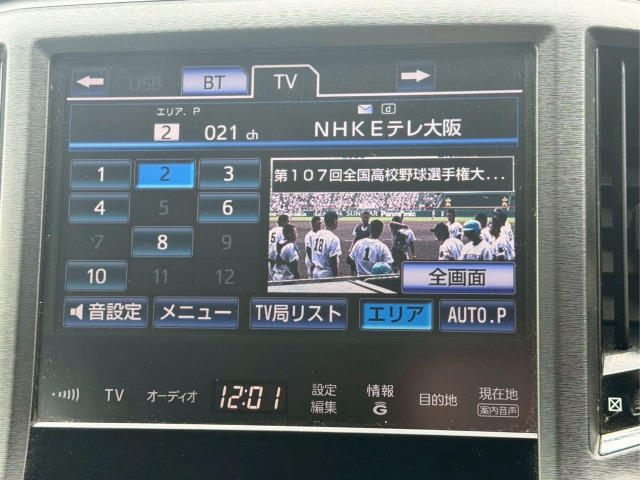 USB BT TV
エリア.P
2 021 ch NHKEテレ大阪
1 2 3
第107回全国高校野球選手権大...
4 5 6
7 8 9
10 11 12
全画面
音設定 メニュー TV局リスト エリア AUTO.P
TV オーディオ 12:01 設定 編集 情報 G 目的地 現在地 案内音声